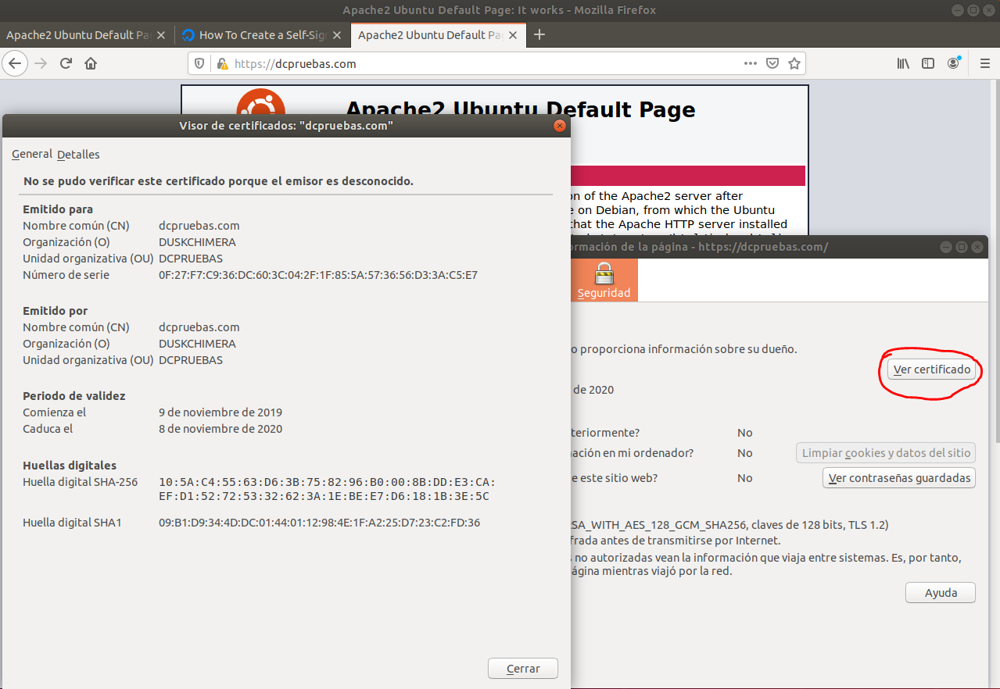 Apache2 Ubuntu Default Page: It works - Mozilla Firefox
Apache2 Ubuntu Default Pa
How To Create a Self-Sig
Apache2 Ubuntu Default Pa
https://dcpruebas.com
Apache2 Ubuntu Default Page
of the Apache2 server after
on Debian, from which the Ubuntu
that the Apache HTTP server installed
Visor de certificados: "dcpruebas.com"
General Detalles
No se pudo verificar este certificado porque el emisor es desconocido.
Emitido para
Nombre común (CN) dcpruebas.com
Organización (O) DUSKCHIMERA
Unidad organizativa (OU) DCPRUEBAS
Número de serie 0F:27:F7:C9:36:DC:60:3C:04:2F:1F:85:5A:57:36:56:D3:3A:C5:E7
Emitido por
Nombre común (CN) dcpruebas.com
Organización (O) DUSKCHIMERA
Unidad organizativa (OU) DCPRUEBAS
Periodo de validez
Comienza el 9 de noviembre de 2019
Caduca el 8 de noviembre de 2020
Huellas digitales
Huella digital SHA-256 10:5A:C4:55:63:D6:3B:75:82:96:B0:00:8B:DD:E3:CA:
EF:D1:52:72:53:32:62:3A:1E:BE:E7:D6:18:1B:3E:5C
Huella digital SHA1 09:B1:D9:34:4D:DC:01:44:01:12:98:4E:1F:A2:25:D7:23:C2:FD:36
Cerrar
ormación de la página - https://dcpruebas.com/
Seguridad
o proporciona información sobre su dueño.
Ver certificado
de 2020
teriormente? No
nación en mi ordenador? No Limpiar cookies y datos del sitio
e este sitio web? No Ver contraseñas guardadas
SA_WITH_AES_128_GCM_SHA256, claves de 128 bits, TLS 1.2)
frada antes de transmitirse por Internet.
s no autorizadas vean la información que viaja entre sistemas. Es, por tanto,
ágina mientras viajó por la red.
Ayuda